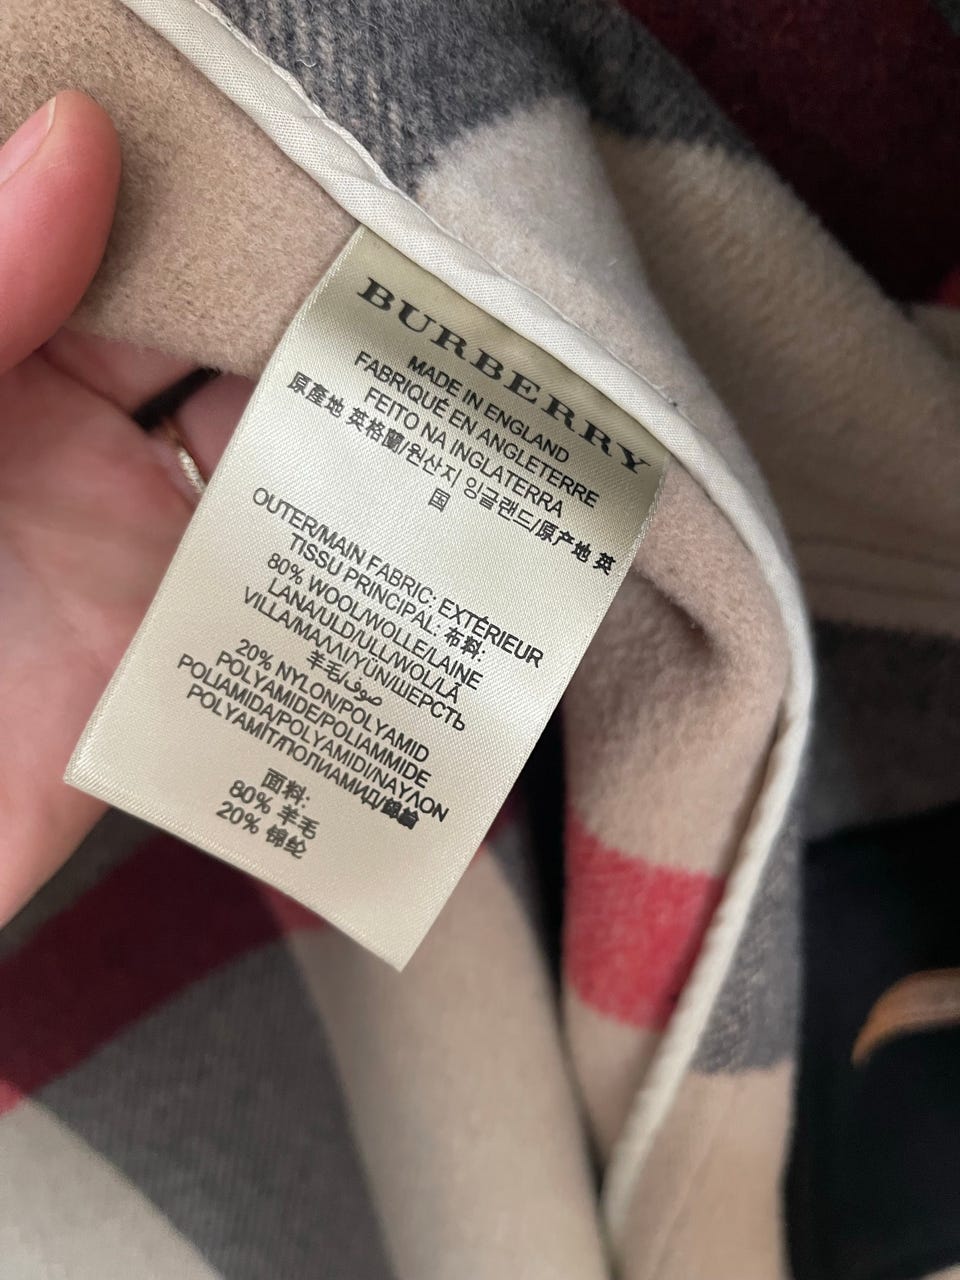 BURBERRY
MADE IN ENGLAND
FABRIQUÉ EN ANGLETERRE
FEITO NA INGLATERRA
原產地 英格蘭/원산지 잉글랜드/原产地 英
国
OUTER/MAIN FABRIC: EXTÉRIEUR
TISSU PRINCIPAL: 布料:
80% WOOL/WOLLE/LAINE
LANA/ULD/ULL/WOL/LÃ
VILLA/ΜΑΛΛΙ/YÜN/ШЕРСТЬ
羊毛/صوف
20% NYLON/POLYAMID
POLYAMIDE/POLIAMMIDE
POLIAMIDA/POLYAMIDI/ΝΑΥΛΟΝ
POLYAMİT/ПОЛИАМИД/錦綸
面料:
80% 羊毛
20% 锦纶